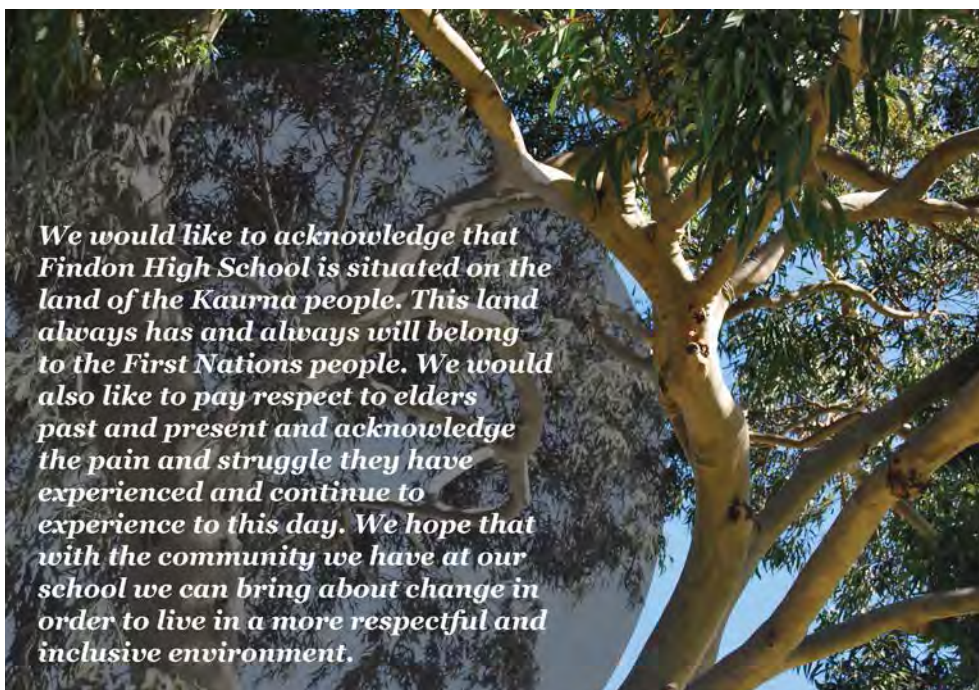 We would like to acknowledge that
Findon High School is situated on the
land of the Kaurna people. This land
always has and always will belong
to the First Nations people. We would
also like to pay respect to elders
past and present and acknowledge
the pain and struggle they have
experienced and continue to
experience to this day. We hope that
with the community we have at our
school we can bring about change in
order to live in a more respectful and
inclusive environment.